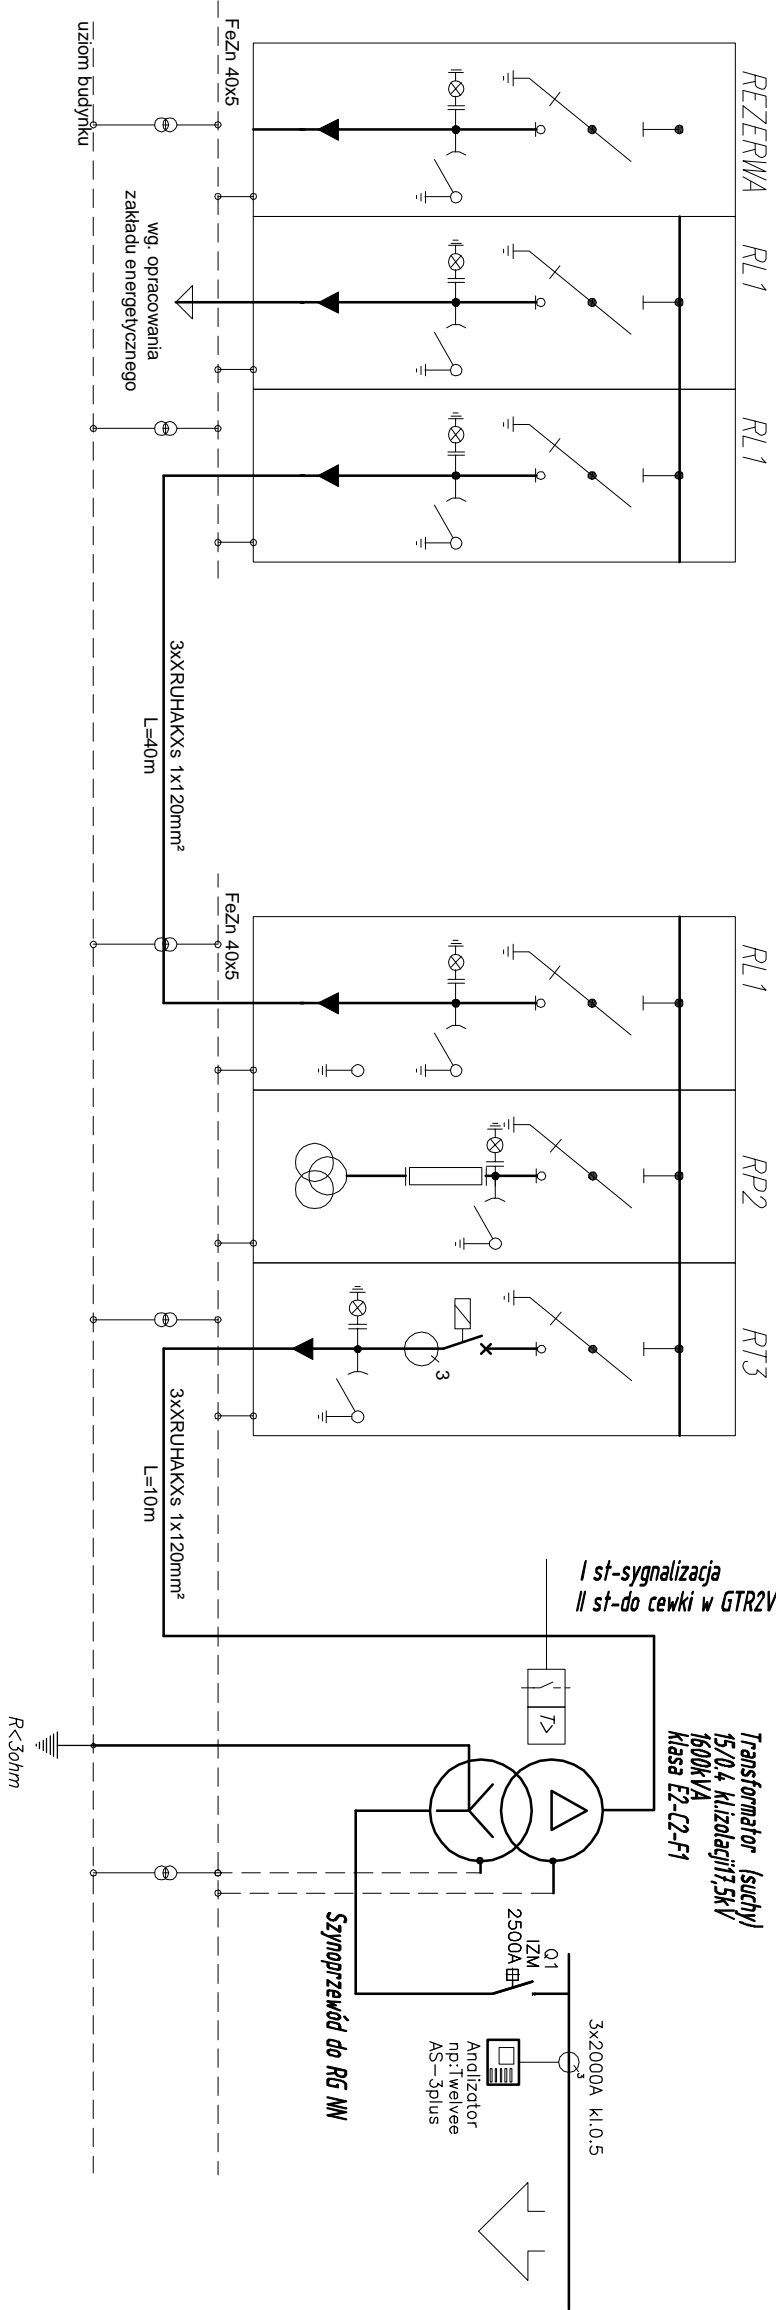 REZERWA
RL1
RL1
FeZn 40x5
uziom budynku
wg. opracowania
zakładu energetycznego
3xXRUHAKXs 1x120mm²
L=40m
RL1
RP2
RT3
FeZn 40x5
3
3xXRUHAKXs 1x120mm²
L=10m
I st-sygnalizacja
II st-do cewki w GTR2V
T>
Transformator (suchy)
15/0.4 kl.izolacji17,5kV
1600kVA
klasa E2-C2-F1
R<3ohm
Szynoprzewód do RG NN
Q1
IZM
2500A
3x2000A kl.0.5
3
Analizator
np:Twelvee
AS-3plus